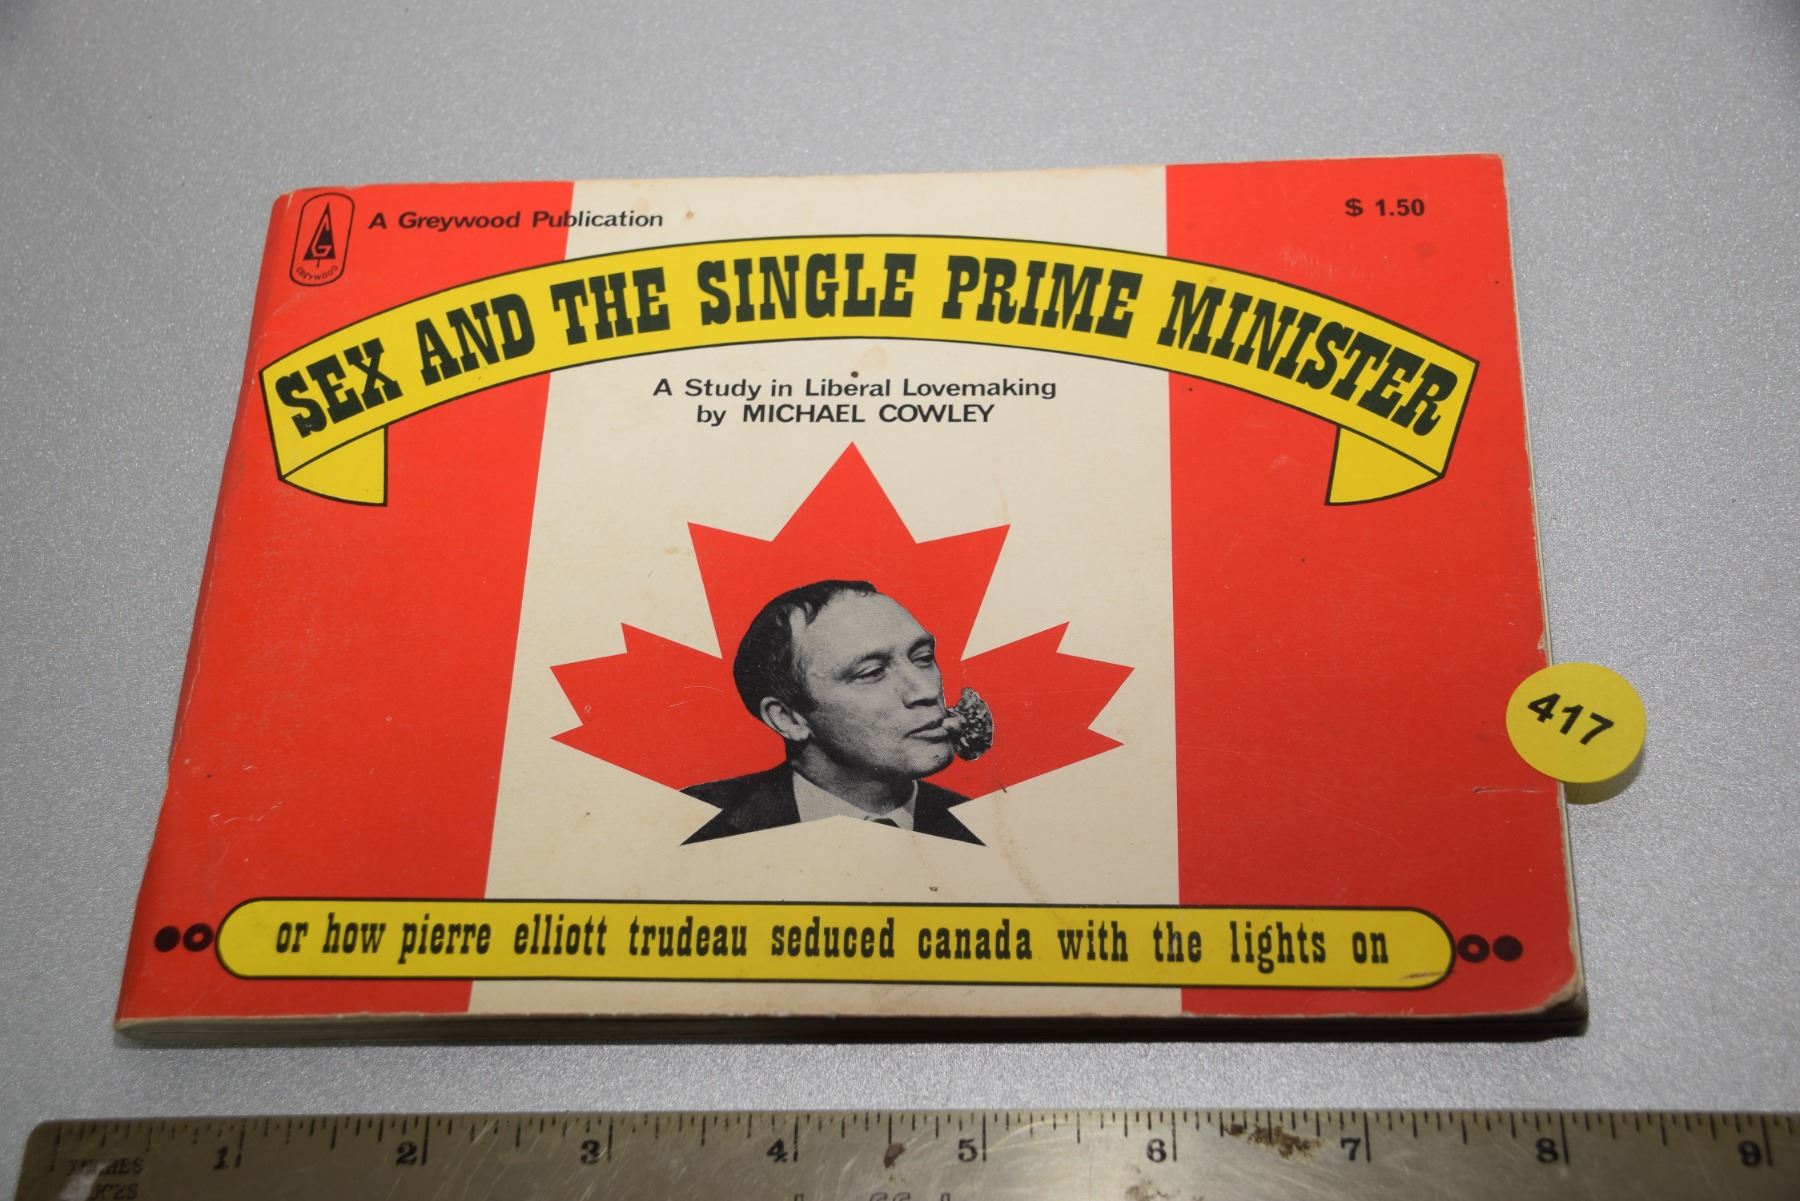 A Greywood Publication
$ 1.50
G
GREYWOOD
SEX AND THE SINGLE PRIME MINISTER
A Study in Liberal Lovemaking
by MICHAEL COWLEY
417
or how pierre elliott trudeau seduced canada with the lights on
1 2 3 4 5 6 7 8 9
INCHES